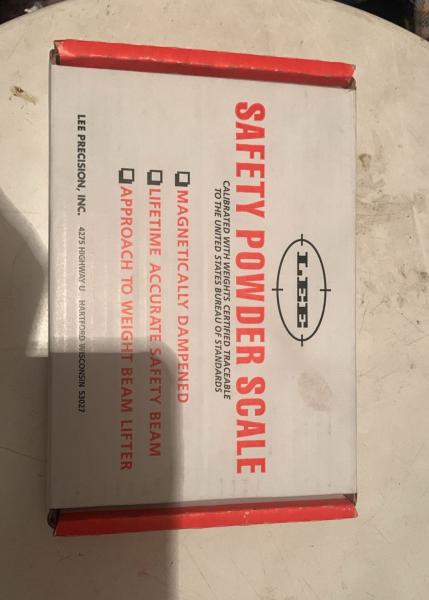 LEE
SAFETY POWDER SCALE
CALIBRATED WITH WEIGHTS CERTIFIED TRACEABLE
TO THE UNITED STATES BUREAU OF STANDARDS
MAGNETICALLY DAMPENED
LIFETIME ACCURATE SAFETY BEAM
APPROACH TO WEIGHT BEAM LIFTER
LEE PRECISION, INC. 4275 HIGHWAY U HARTFORD WISCONSIN 53027